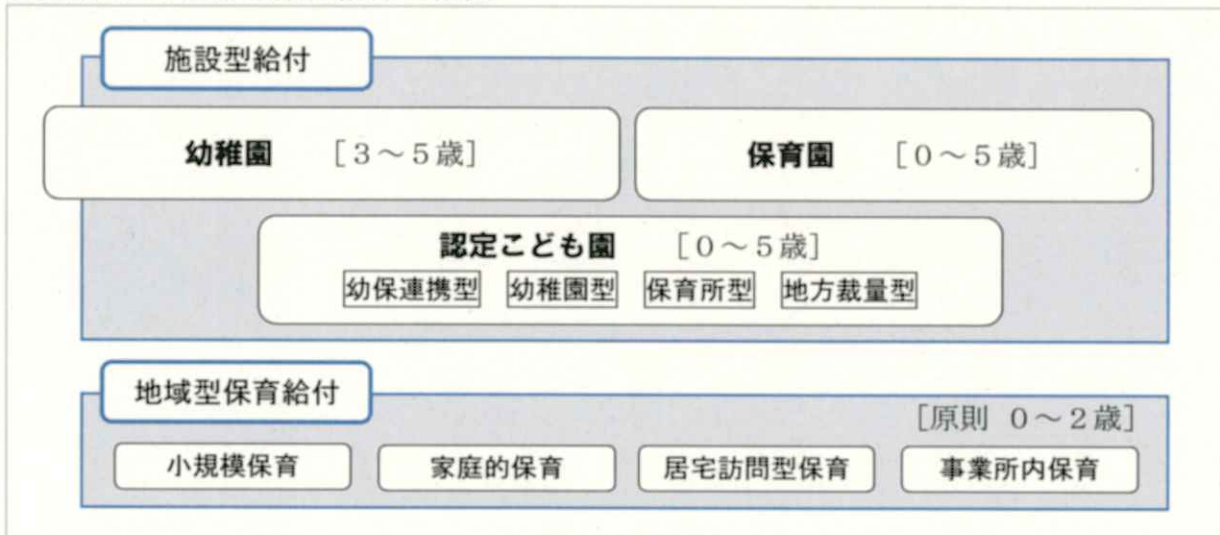 施設型給付
幼稚園 [3～5歳] 保育園 [0～5歳]
認定こども園 [0～5歳]
幼保連携型 幼稚園型 保育所型 地方裁量型
地域型保育給付
[原則 0～2歳]
小規模保育 家庭的保育 居宅訪問型保育 事業所内保育